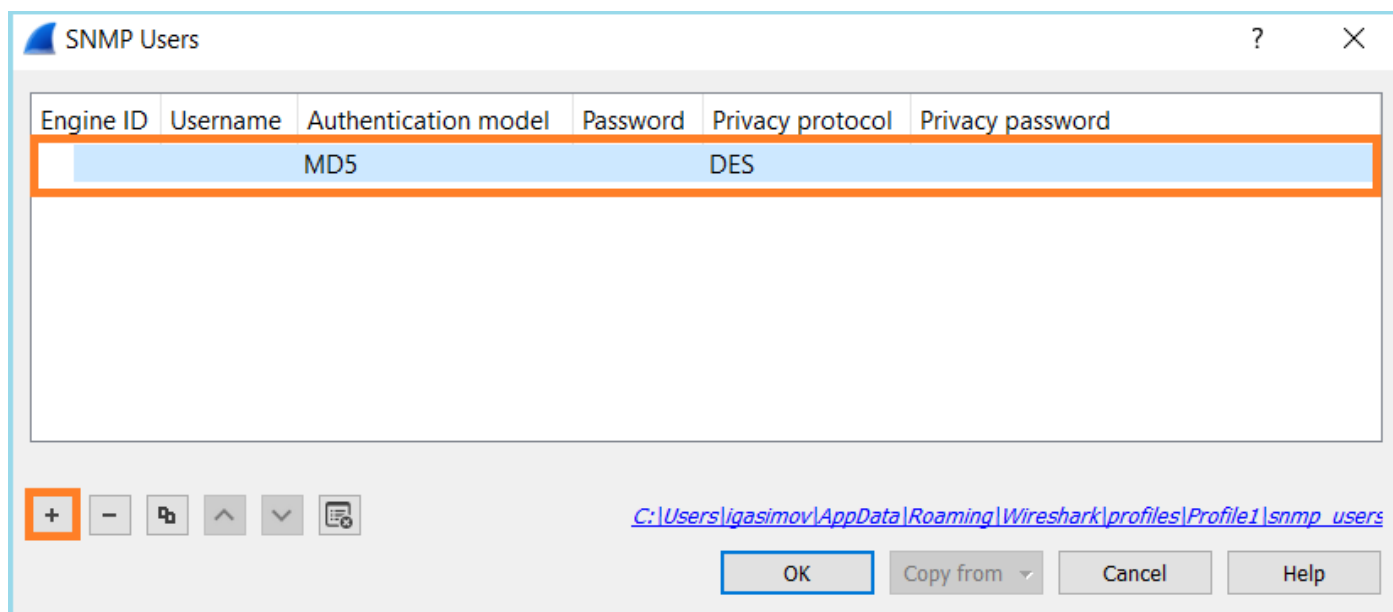 SNMP Users ?
Engine ID Username Authentication model Password Privacy protocol Privacy password
MD5 DES
C:|Users|igasimov|AppData|Roaming|Wireshark|profiles|Profile1|snmp_users
OK Copy from Cancel Help